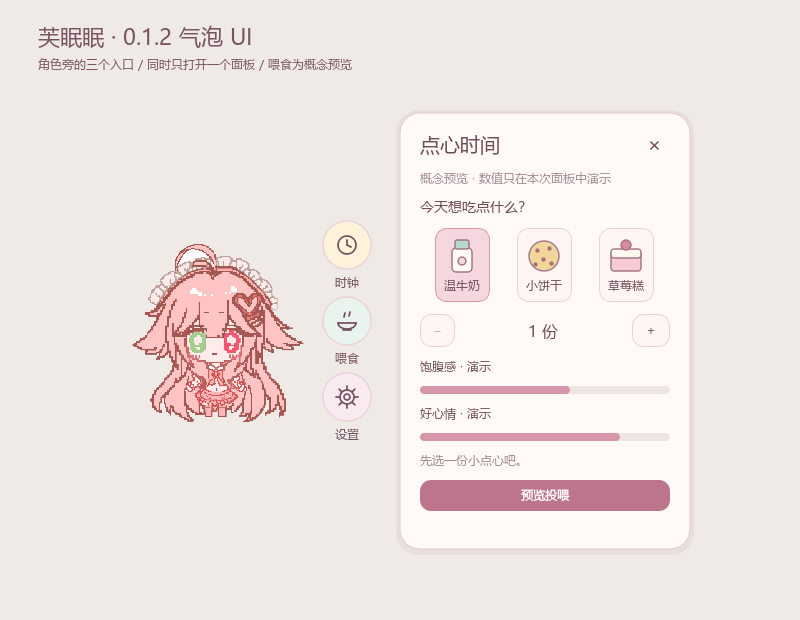 芙眠眠 · 0.1.2 气泡 UI
角色旁的三个入口 / 同时只打开一个面板 / 喂食为概念预览
时钟
喂食
设置
点心时间 ×
概念预览 · 数值只在本次面板中演示
今天想吃点什么?
温牛奶 小饼干 草莓糕
− 1 份 +
饱腹感 · 演示
好心情 · 演示
先选一份小点心吧。
预览投喂